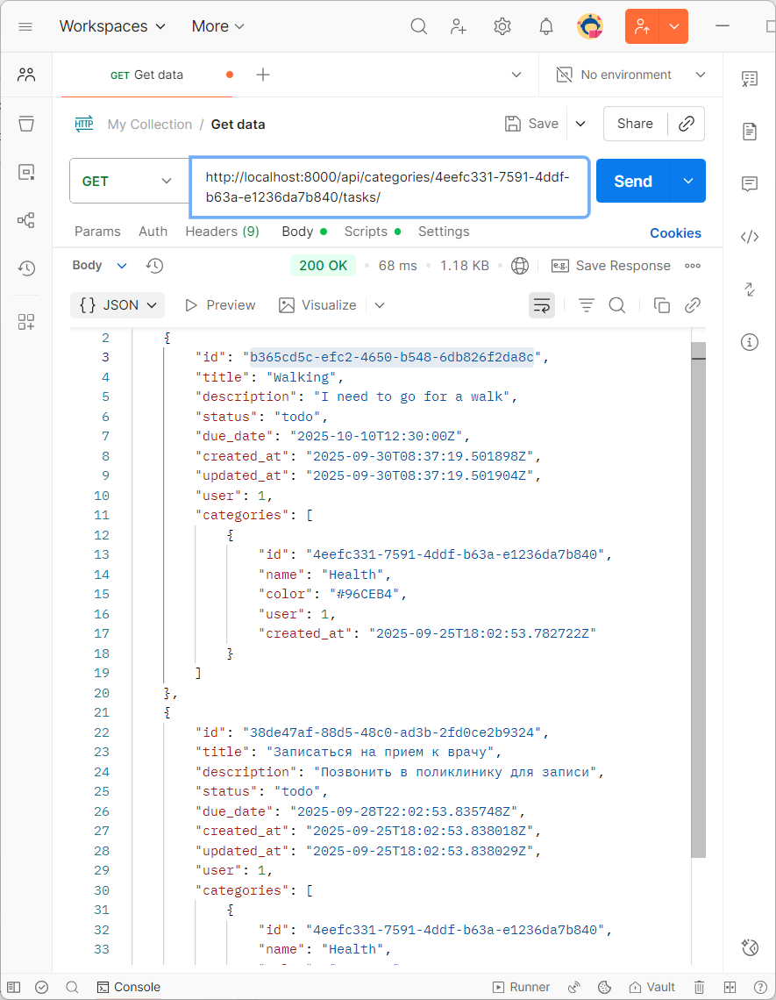 Workspaces More
GET Get data No environment
HTTP My Collection / Get data Save Share
GET http://localhost:8000/api/categories/4eefc331-7591-4ddf-
b63a-e1236da7b840/tasks/ Send
Params Auth Headers (9) Body Scripts Settings Cookies
Body 200 OK 68 ms 1.18 KB e.g. Save Response
{} JSON Preview Visualize
2 {
3 "id": "b365cd5c-efc2-4650-b548-6db826f2da8c",
4 "title": "Walking",
5 "description": "I need to go for a walk",
6 "status": "todo",
7 "due_date": "2025-10-10T12:30:00Z",
8 "created_at": "2025-09-30T08:37:19.501898Z",
9 "updated_at": "2025-09-30T08:37:19.501904Z",
10 "user": 1,
11 "categories": [
12 {
13 "id": "4eefc331-7591-4ddf-b63a-e1236da7b840",
14 "name": "Health",
15 "color": "#96CEB4",
16 "user": 1,
17 "created_at": "2025-09-25T18:02:53.782722Z"
18 }
19 ]
20 },
21 {
22 "id": "38de47af-88d5-48c0-ad3b-2fd0ce2b9324",
23 "title": "Записаться на прием к врачу",
24 "description": "Позвонить в поликлинику для записи",
25 "status": "todo",
26 "due_date": "2025-09-28T22:02:53.835748Z",
27 "created_at": "2025-09-25T18:02:53.838018Z",
28 "updated_at": "2025-09-25T18:02:53.838029Z",
29 "user": 1,
30 "categories": [
31 {
32 "id": "4eefc331-7591-4ddf-b63a-e1236da7b840",
33 "name": "Health",
Console Runner Vault